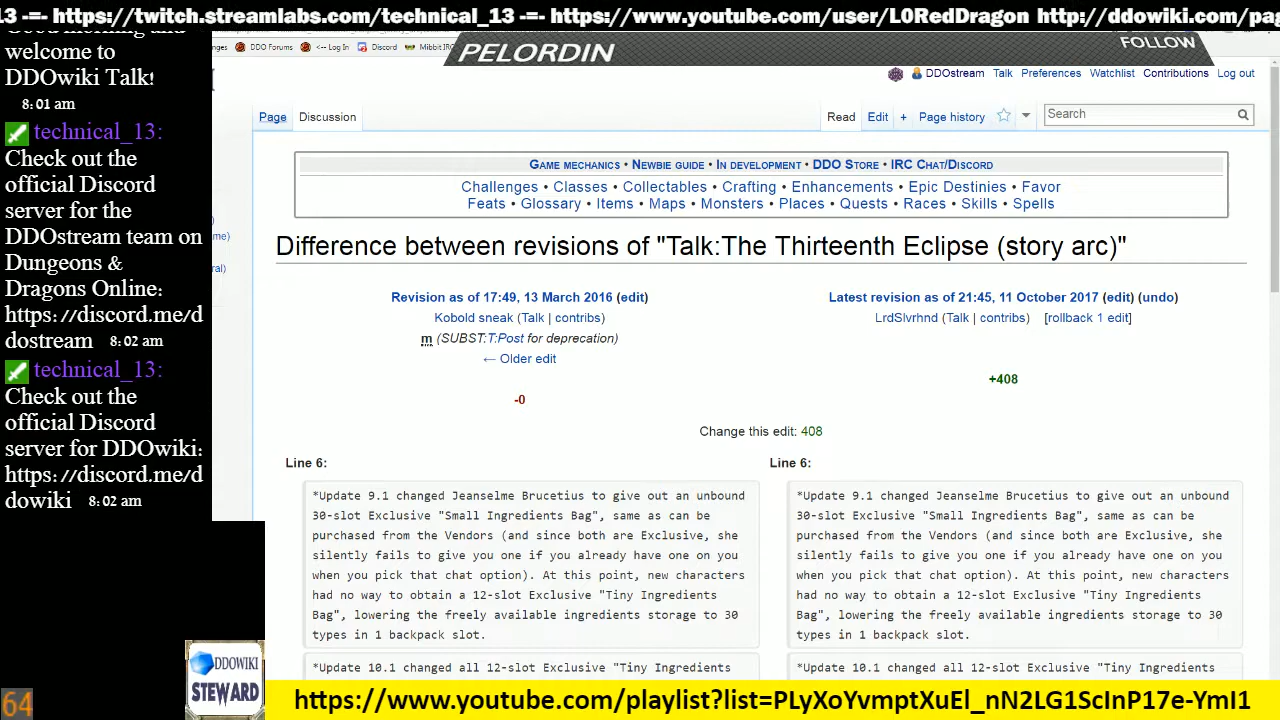 13 -=- https://twitch.streamlabs.com/technical_13 -=- https://www.youtube.com/user/L0RedDragon http://ddowiki.com/pag
Good morning and
welcome to
DDOwiki Talk!
8:01 am
technical_13:
Check out the
official Discord
server for the
DDOstream team on
Dungeons &
Dragons Online:
https://discord.me/d
dostream 8:02 am
technical_13:
Check out the
official Discord
server for DDOwiki:
https://discord.me/d
dowiki 8:02 am
64
DDOWIKI
STEWARD
nges DDO Forums <-- Log In Discord Mibbit IRC
PELORDIN
FOLLOW
DDOstream Talk Preferences Watchlist Contributions Log out
Page Discussion Read Edit + Page history Search
me)
ral)
GAME MECHANICS • NEWBIE GUIDE • IN DEVELOPMENT • DDO STORE • IRC CHAT/DISCORD
Challenges • Classes • Collectables • Crafting • Enhancements • Epic Destinies • Favor
Feats • Glossary • Items • Maps • Monsters • Places • Quests • Races • Skills • Spells
Difference between revisions of "Talk:The Thirteenth Eclipse (story arc)"
Revision as of 17:49, 13 March 2016 (edit)
Kobold sneak (Talk | contribs)
m (SUBST:T:Post for deprecation)
← Older edit
-0
Latest revision as of 21:45, 11 October 2017 (edit) (undo)
LrdSlvrhnd (Talk | contribs) [rollback 1 edit]
+408
Change this edit: 408
Line 6:
*Update 9.1 changed Jeanselme Brucetius to give out an unbound
30-slot Exclusive "Small Ingredients Bag", same as can be
purchased from the Vendors (and since both are Exclusive, she
silently fails to give you one if you already have one on you
when you pick that chat option). At this point, new characters
had no way to obtain a 12-slot Exclusive "Tiny Ingredients
Bag", lowering the freely available ingredients storage to 30
types in 1 backpack slot.
*Update 10.1 changed all 12-slot Exclusive "Tiny Ingredients
Line 6:
*Update 9.1 changed Jeanselme Brucetius to give out an unbound
30-slot Exclusive "Small Ingredients Bag", same as can be
purchased from the Vendors (and since both are Exclusive, she
silently fails to give you one if you already have one on you
when you pick that chat option). At this point, new characters
had no way to obtain a 12-slot Exclusive "Tiny Ingredients
Bag", lowering the freely available ingredients storage to 30
types in 1 backpack slot.
*Update 10.1 changed all 12-slot Exclusive "Tiny Ingredients
https://www.youtube.com/playlist?list=PLyXoYvmptXuEl_nN2LG1ScInP17e-YmI1